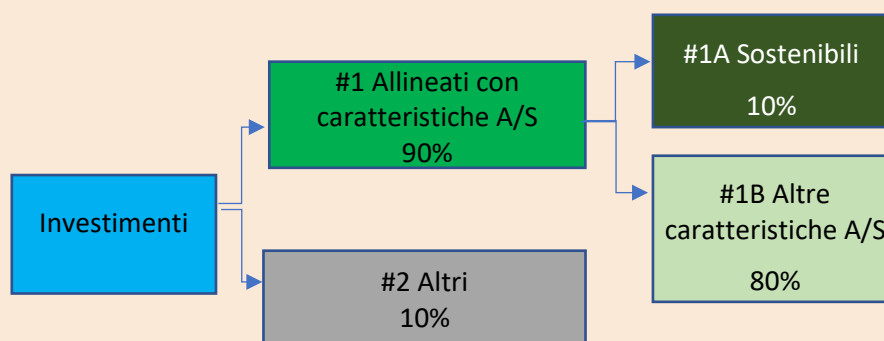 Investimenti
#1 Allineati con
caratteristiche A/S
90%
#2 Altri
10%
#1A Sostenibili
10%
#1B Altre
caratteristiche A/S
80%